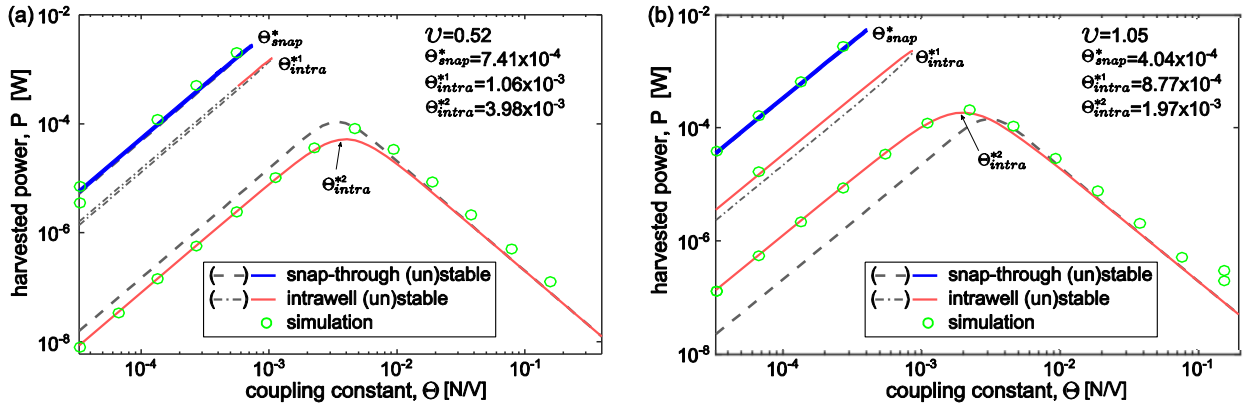 (a)
10⁻²
10⁻⁴
10⁻⁶
10⁻⁸
harvested power, P [W]
Θ*snap
Θ*¹intra
Ʋ=0.52
Θ*snap=7.41x10⁻⁴
Θ*¹intra=1.06x10⁻³
Θ*²intra=3.98x10⁻³
Θ*²intra
(– –) snap-through (un)stable
(-·-) intrawell (un)stable
simulation
10⁻⁴ 10⁻³ 10⁻² 10⁻¹
coupling constant, Θ [N/V]
(b)
10⁻²
10⁻⁴
10⁻⁶
10⁻⁸
harvested power, P [W]
Θ*snap
Θ*¹intra
Ʋ=1.05
Θ*snap=4.04x10⁻⁴
Θ*¹intra=8.77x10⁻⁴
Θ*²intra=1.97x10⁻³
Θ*²intra
(– –) snap-through (un)stable
(-·-) intrawell (un)stable
simulation
10⁻⁴ 10⁻³ 10⁻² 10⁻¹
coupling constant, Θ [N/V]